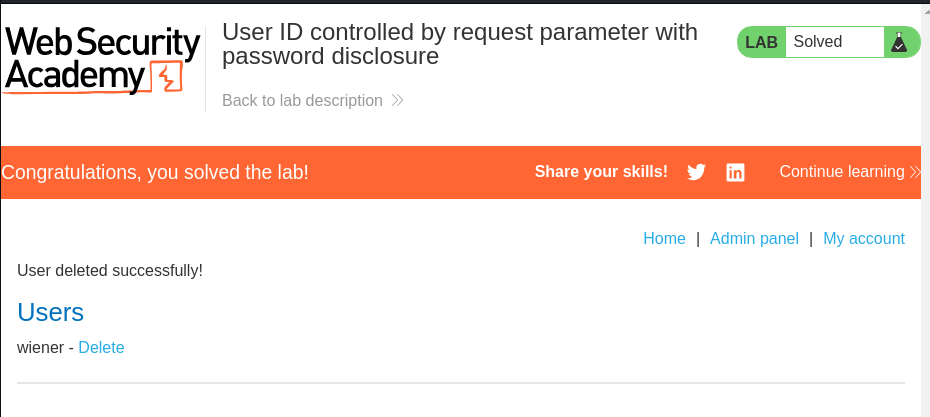 Web Security
Academy
User ID controlled by request parameter with
password disclosure
LAB Solved
Back to lab description
Congratulations, you solved the lab!
Share your skills!
Continue learning
Home | Admin panel | My account
User deleted successfully!
Users
wiener - Delete